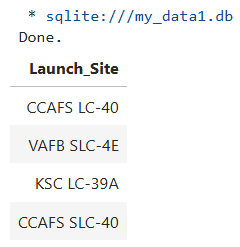 * sqlite:///my_data1.db
Done.
Launch_Site
CCAFS LC-40
VAFB SLC-4E
KSC LC-39A
CCAFS SLC-40